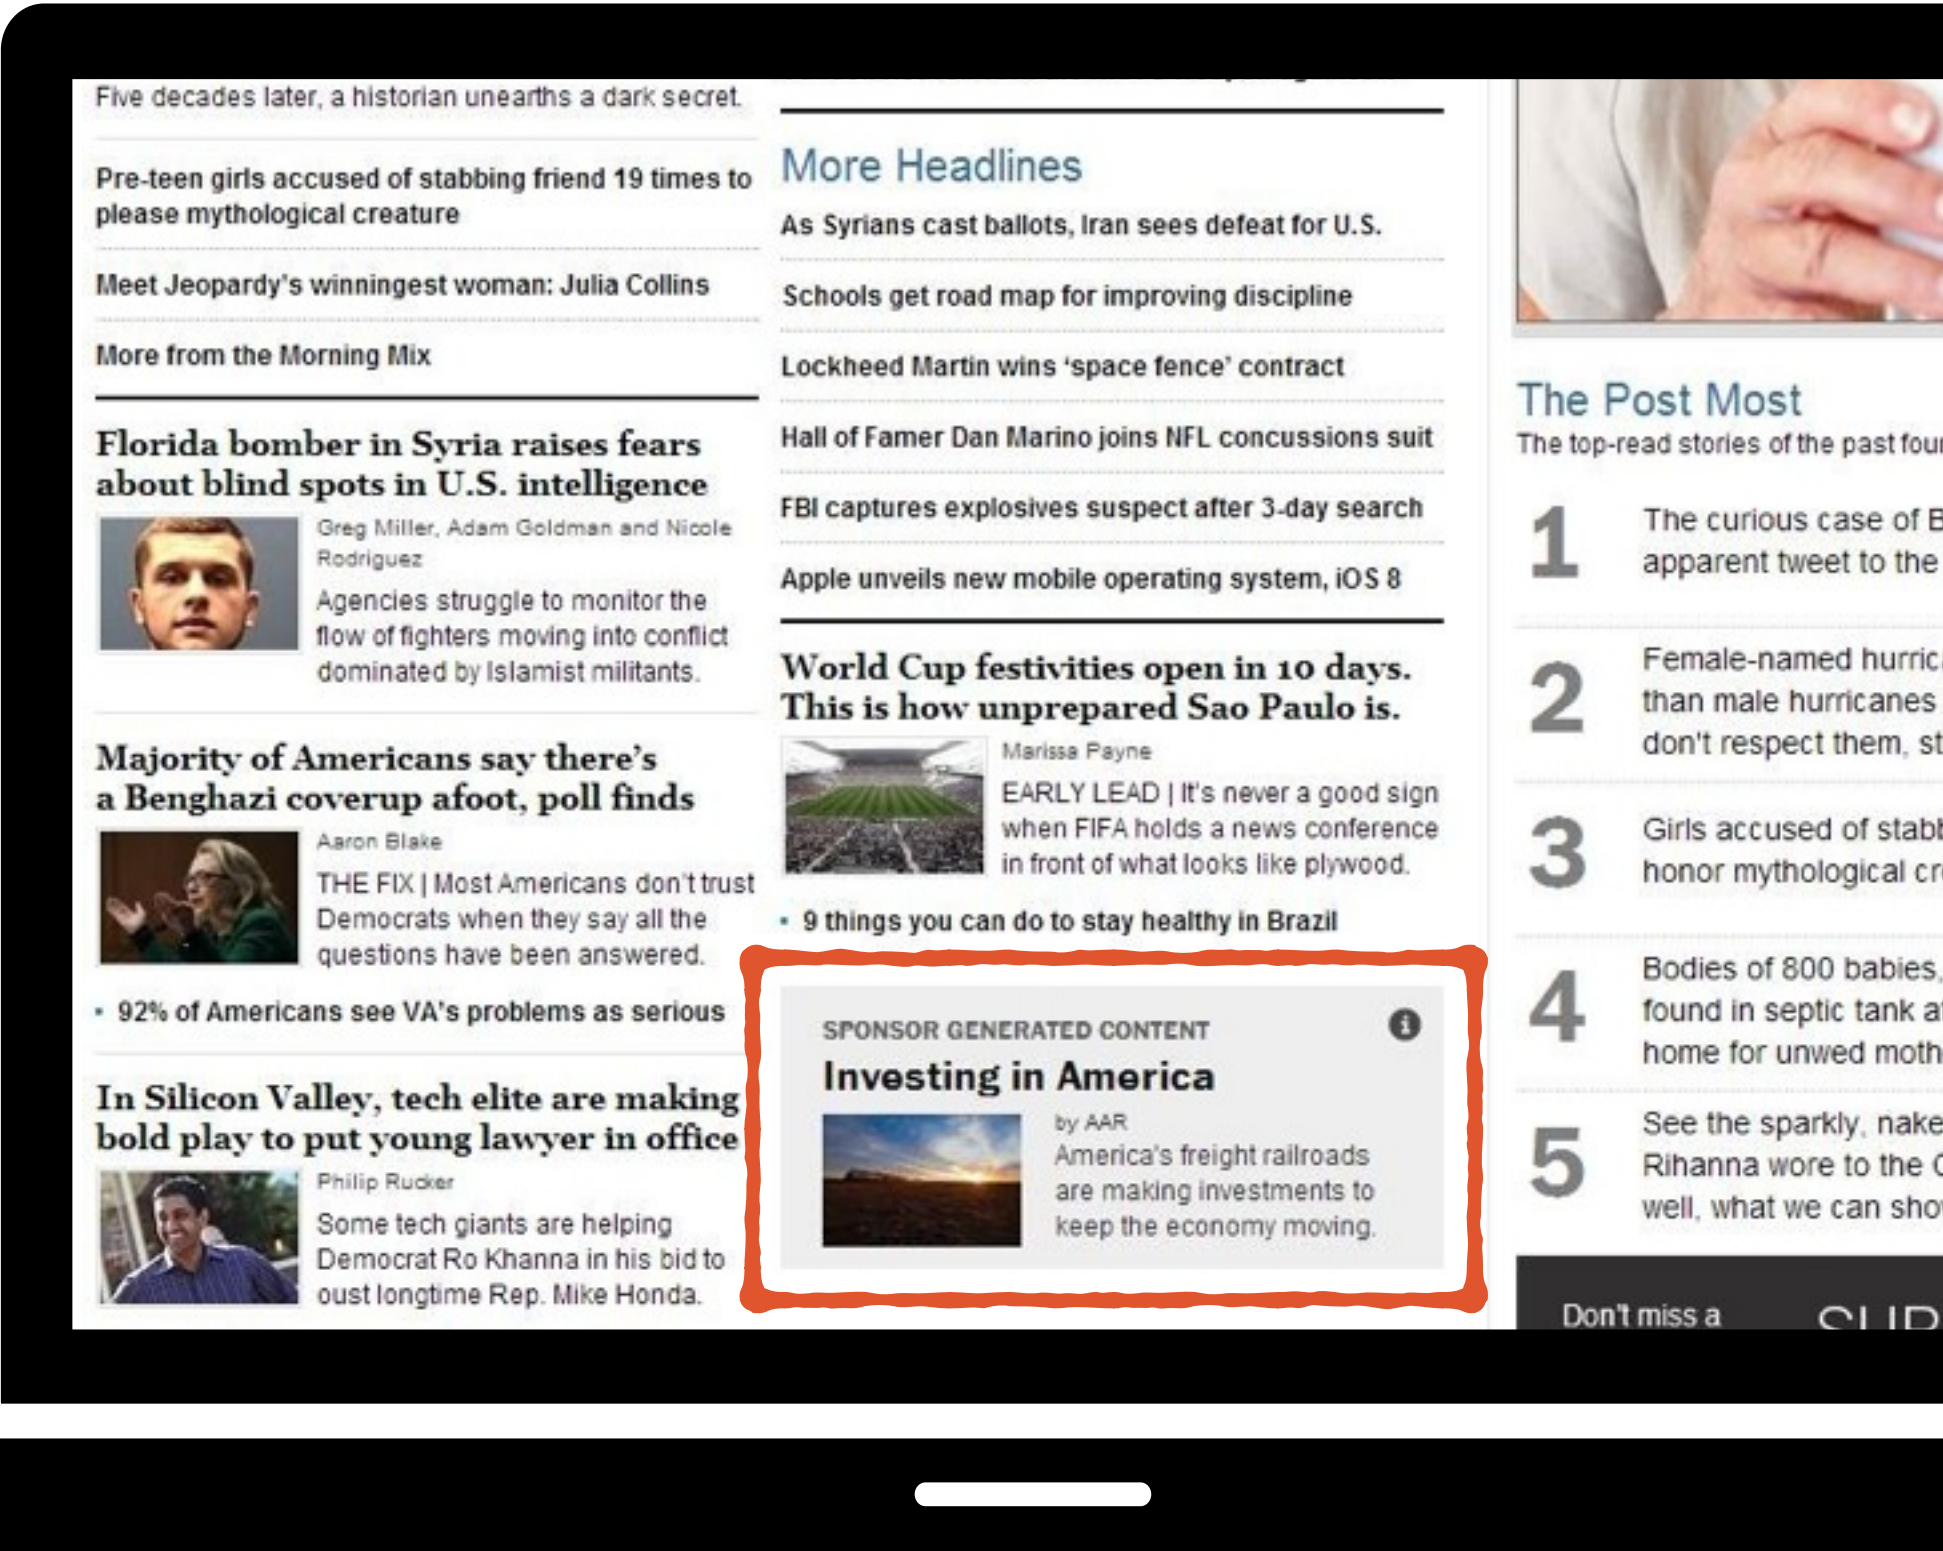 Five decades later, a historian unearths a dark secret.
Pre-teen girls accused of stabbing friend 19 times to
please mythological creature
Meet Jeopardy's winningest woman: Julia Collins
More from the Morning Mix
Florida bomber in Syria raises fears
about blind spots in U.S. intelligence
Greg Miller, Adam Goldman and Nicole
Rodriguez
Agencies struggle to monitor the
flow of fighters moving into conflict
dominated by Islamist militants.
Majority of Americans say there's
a Benghazi coverup afoot, poll finds
Aaron Blake
THE FIX | Most Americans don't trust
Democrats when they say all the
questions have been answered.
• 92% of Americans see VA's problems as serious
In Silicon Valley, tech elite are making
bold play to put young lawyer in office
Philip Rucker
Some tech giants are helping
Democrat Ro Khanna in his bid to
oust longtime Rep. Mike Honda.
More Headlines
As Syrians cast ballots, Iran sees defeat for U.S.
Schools get road map for improving discipline
Lockheed Martin wins ‘space fence’ contract
Hall of Famer Dan Marino joins NFL concussions suit
FBI captures explosives suspect after 3-day search
Apple unveils new mobile operating system, iOS 8
World Cup festivities open in 10 days.
This is how unprepared Sao Paulo is.
Marissa Payne
EARLY LEAD | It's never a good sign
when FIFA holds a news conference
in front of what looks like plywood.
• 9 things you can do to stay healthy in Brazil
SPONSOR GENERATED CONTENT
Investing in America
by AAR
America's freight railroads
are making investments to
keep the economy moving.
The Post Most
The top-read stories of the past four
1 The curious case of B
apparent tweet to the
2 Female-named hurric
than male hurricanes
don't respect them, st
3 Girls accused of stabb
honor mythological cr
4 Bodies of 800 babies,
found in septic tank a
home for unwed moth
5 See the sparkly, nake
Rihanna wore to the
well, what we can sho
Don't miss a